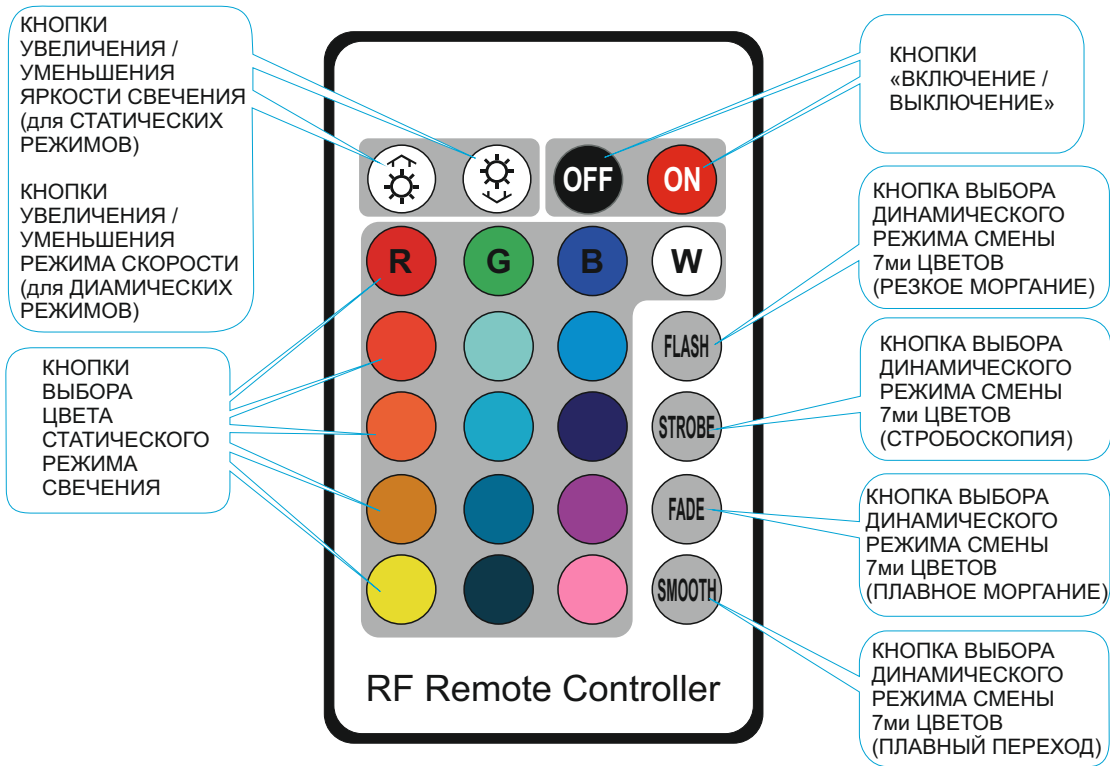 КНОПКИ
УВЕЛИЧЕНИЯ /
УМЕНЬШЕНИЯ
ЯРКОСТИ СВЕЧЕНИЯ
(для СТАТИЧЕСКИХ
РЕЖИМОВ)
КНОПКИ
УВЕЛИЧЕНИЯ /
УМЕНЬШЕНИЯ
РЕЖИМА СКОРОСТИ
(для ДИАМИЧЕСКИХ
РЕЖИМОВ)
КНОПКИ
ВЫБОРА
ЦВЕТА
СТАТИЧЕСКОГО
РЕЖИМА
СВЕЧЕНИЯ
OFF ON
R G B W
FLASH
STROBE
FADE
SMOOTH
RF Remote Controller
КНОПКИ
«ВКЛЮЧЕНИЕ /
ВЫКЛЮЧЕНИЕ»
КНОПКА ВЫБОРА
ДИНАМИЧЕСКОГО
РЕЖИМА СМЕНЫ
7ми ЦВЕТОВ
(РЕЗКОЕ МОРГАНИЕ)
КНОПКА ВЫБОРА
ДИНАМИЧЕСКОГО
РЕЖИМА СМЕНЫ
7ми ЦВЕТОВ
(СТРОБОСКОПИЯ)
КНОПКА ВЫБОРА
ДИНАМИЧЕСКОГО
РЕЖИМА СМЕНЫ
7ми ЦВЕТОВ
(ПЛАВНОЕ МОРГАНИЕ)
КНОПКА ВЫБОРА
ДИНАМИЧЕСКОГО
РЕЖИМА СМЕНЫ
7ми ЦВЕТОВ
(ПЛАВНЫЙ ПЕРЕХОД)